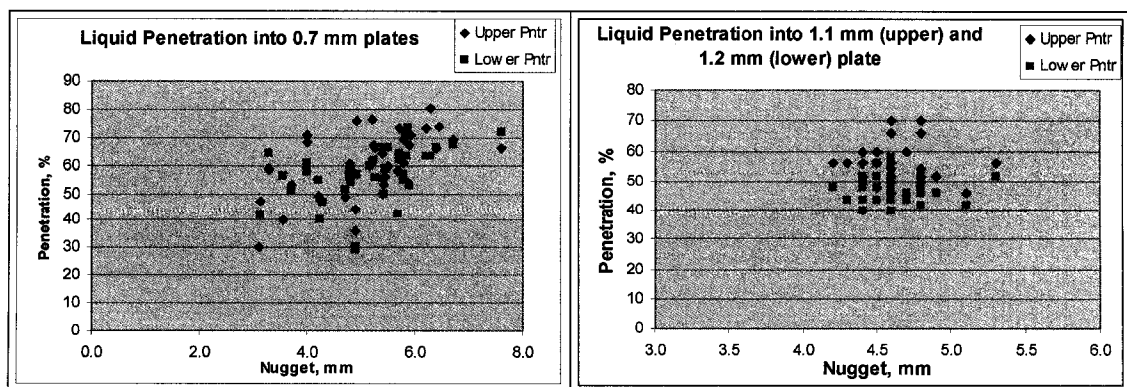 Liquid Penetration into 0.7 mm plates
Upper Pntr
Lower Pntr
90
80
70
60
50
40
30
20
10
0
Penetration, %
0.0 2.0 4.0 6.0 8.0
Nugget, mm
Liquid Penetration into 1.1 mm (upper) and
1.2 mm (lower) plate
Upper Pntr
Lower Pntr
80
70
60
50
40
30
20
10
0
Penetration, %
3.0 3.5 4.0 4.5 5.0 5.5 6.0
Nugget, mm